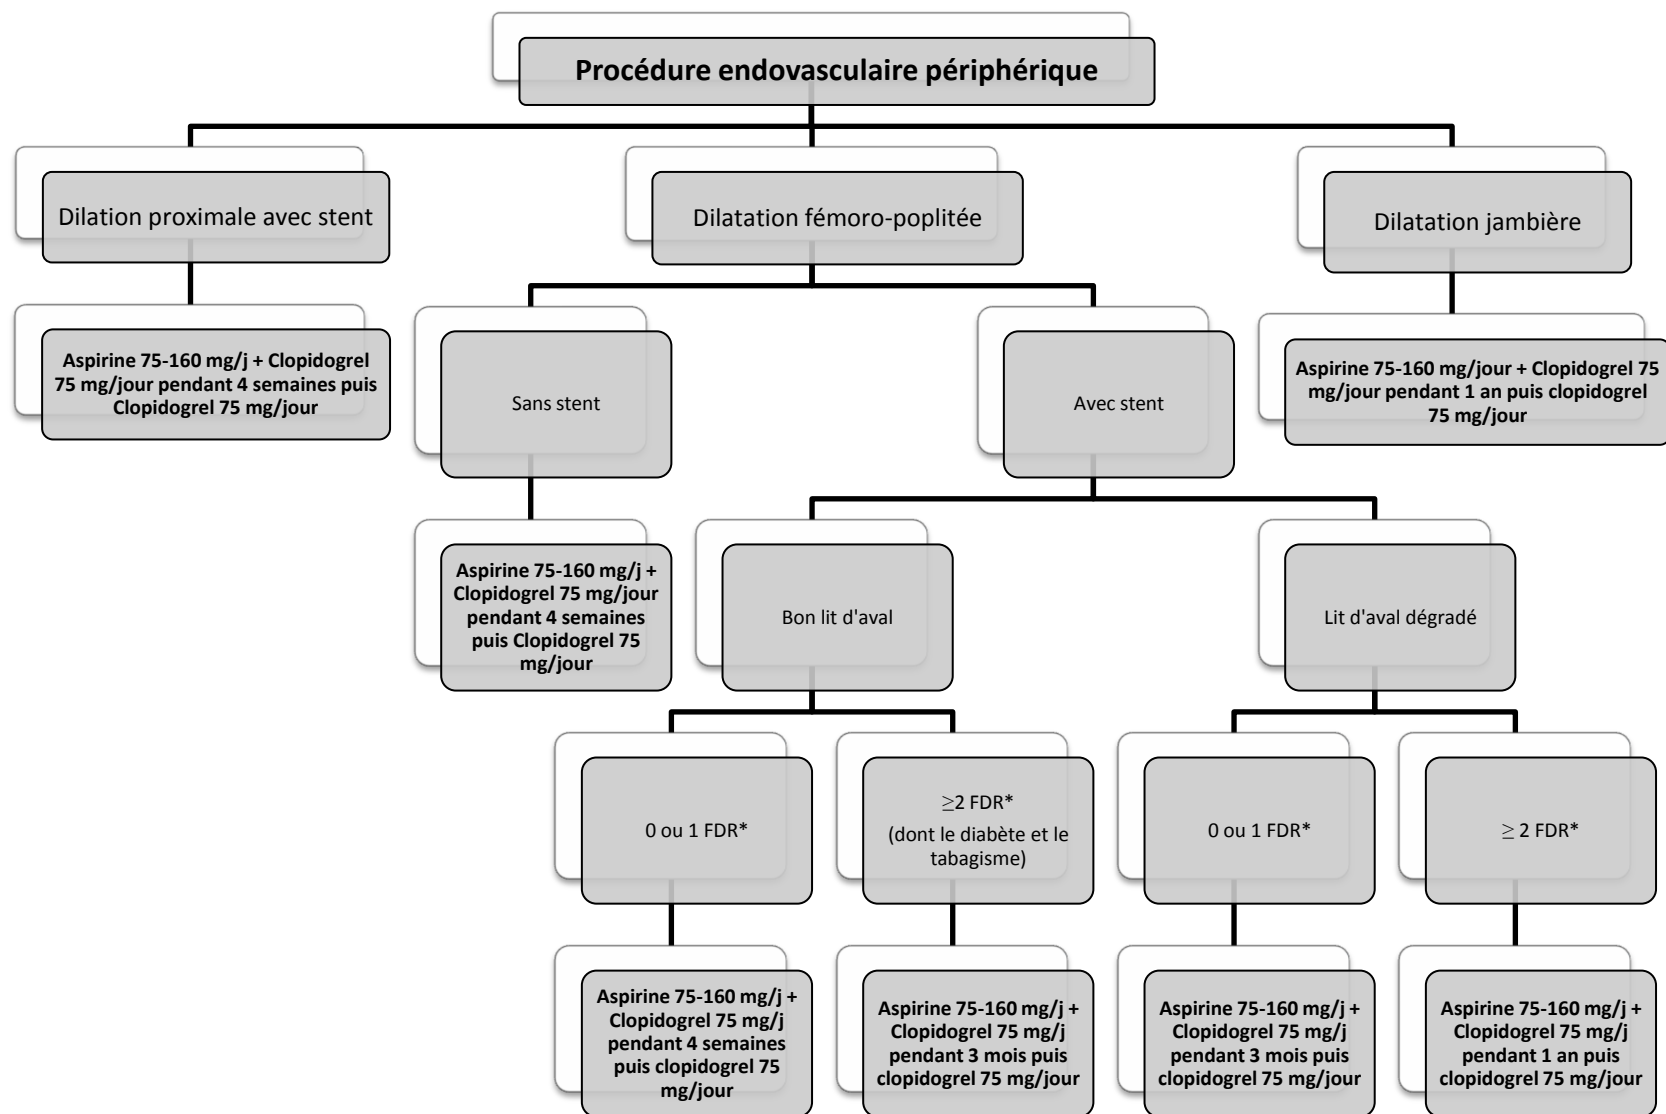 Procédure endovasculaire périphérique
Dilation proximale avec stent
Dilatation fémoro-poplitée
Dilatation jambière
Aspirine 75-160 mg/j + Clopidogrel
75 mg/jour pendant 4 semaines puis
Clopidogrel 75 mg/jour
Sans stent
Avec stent
Aspirine 75-160 mg/jour + Clopidogrel 75
mg/jour pendant 1 an puis clopidogrel
75 mg/jour
Aspirine 75-160 mg/j +
Clopidogrel 75 mg/jour
pendant 4 semaines
puis Clopidogrel 75
mg/jour
Bon lit d'aval
Lit d'aval dégradé
0 ou 1 FDR*
≥2 FDR*
(dont le diabète et le
tabagisme)
0 ou 1 FDR*
≥ 2 FDR*
Aspirine 75-160 mg/j +
Clopidogrel 75 mg/j
pendant 4 semaines
puis clopidogrel 75
mg/jour
Aspirine 75-160 mg/j +
Clopidogrel 75 mg/j
pendant 3 mois puis
clopidogrel 75 mg/jour
Aspirine 75-160 mg/j +
Clopidogrel 75 mg/j
pendant 3 mois puis
clopidogrel 75 mg/jour
Aspirine 75-160 mg/j +
Clopidogrel 75 mg/j
pendant 1 an puis
clopidogrel 75 mg/jour